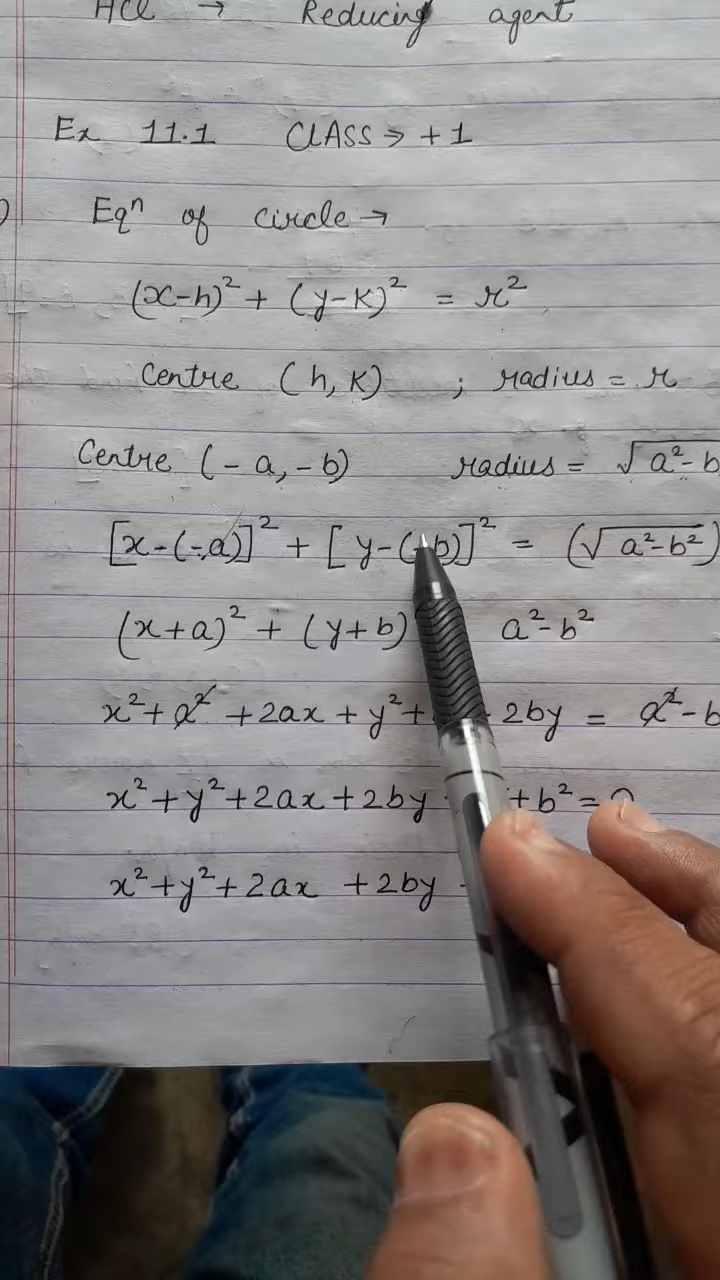 HCl → Reducing agent
Ex 11.1 CLASS → +1
Eqⁿ of circle →
(x-h)² + (y-k)² = r²
Centre (h, k) ; radius = r
Centre (-a, -b) radius = √a²-b
[x-(-a)]² + [y-(-b)]² = (√a²-b²)
(x+a)² + (y+b) a²-b²
x² + a² + 2ax + y² + 2by = a²-b
x² + y² + 2ax + 2by + b² = 0
x² + y² + 2ax + 2by